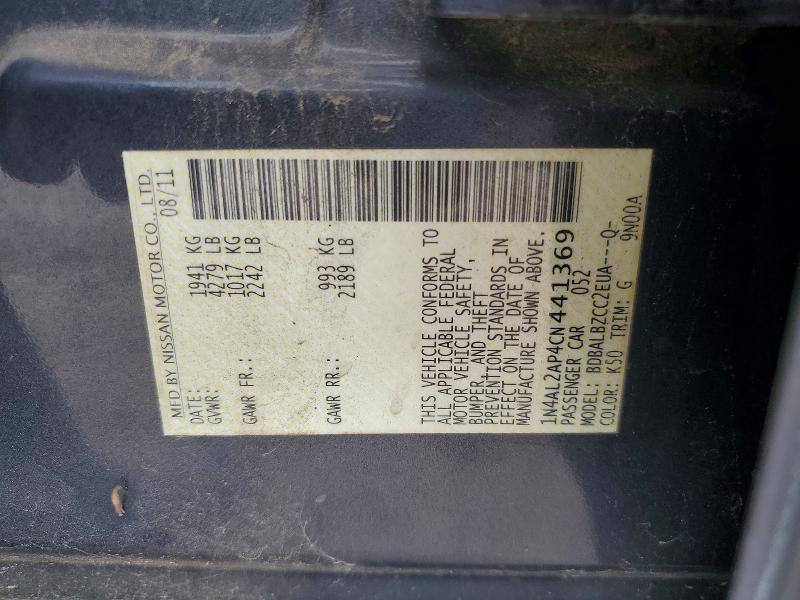 MFD BY NISSAN MOTOR CO., LTD.
DATE: 08/11
GVWR: 1941 KG
4279 LB
GAWR FR.: 1017 KG
2242 LB
GAWR RR.: 993 KG
2189 LB
THIS VEHICLE CONFORMS TO
ALL APPLICABLE FEDERAL
MOTOR VEHICLE SAFETY,
BUMPER, AND THEFT
PREVENTION STANDARDS IN
EFFECT ON THE DATE OF
MANUFACTURE SHOWN ABOVE.
1N4AL2AP4CN441369
PASSENGER CAR 052
MODEL: BDBALBZCC2EUA----Q-
COLOR: K50 TRIM: G 9N00A